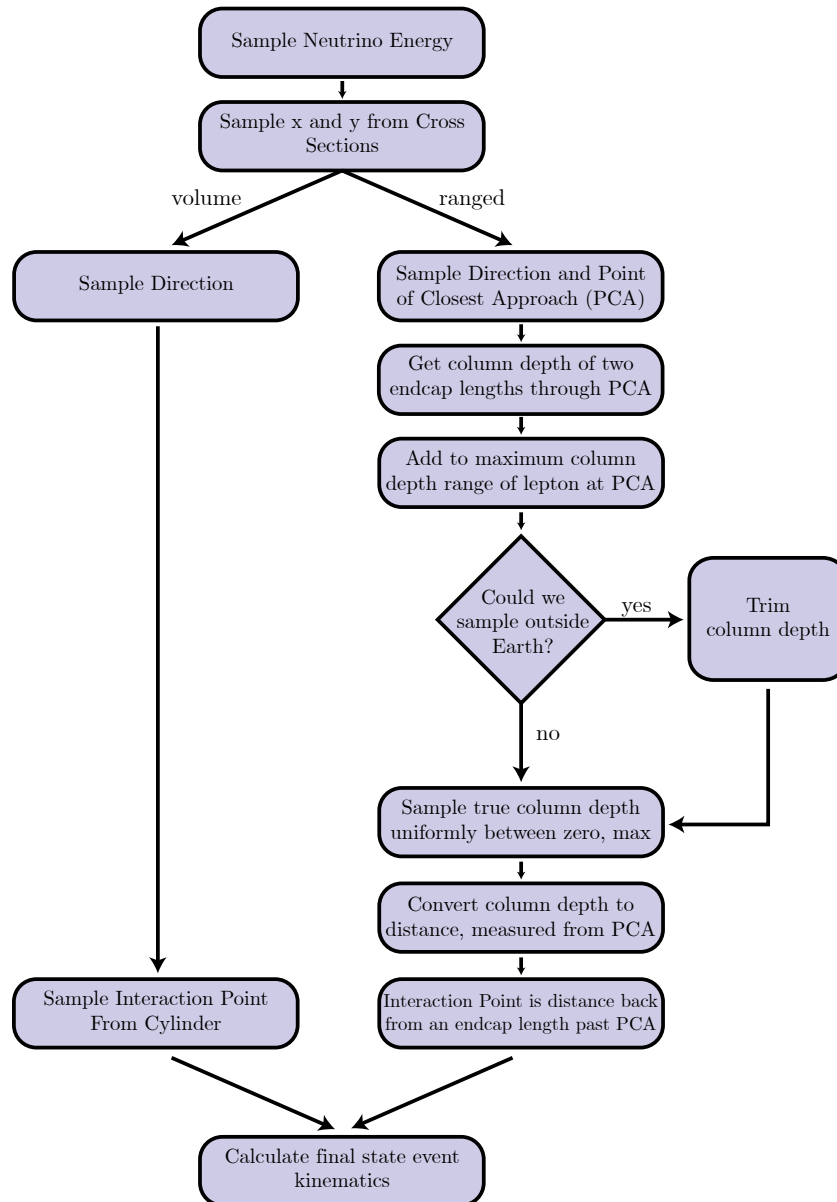 Sample Neutrino Energy
Sample x and y from Cross
Sections
volume
ranged
Sample Direction
Sample Direction and Point
of Closest Approach (PCA)
Get column depth of two
endcap lengths through PCA
Add to maximum column
depth range of lepton at PCA
Could we
sample outside
Earth?
yes
Trim
column depth
no
Sample true column depth
uniformly between zero, max
Convert column depth to
distance, measured from PCA
Sample Interaction Point
From Cylinder
Interaction Point is distance back
from an endcap length past PCA
Calculate final state event
kinematics